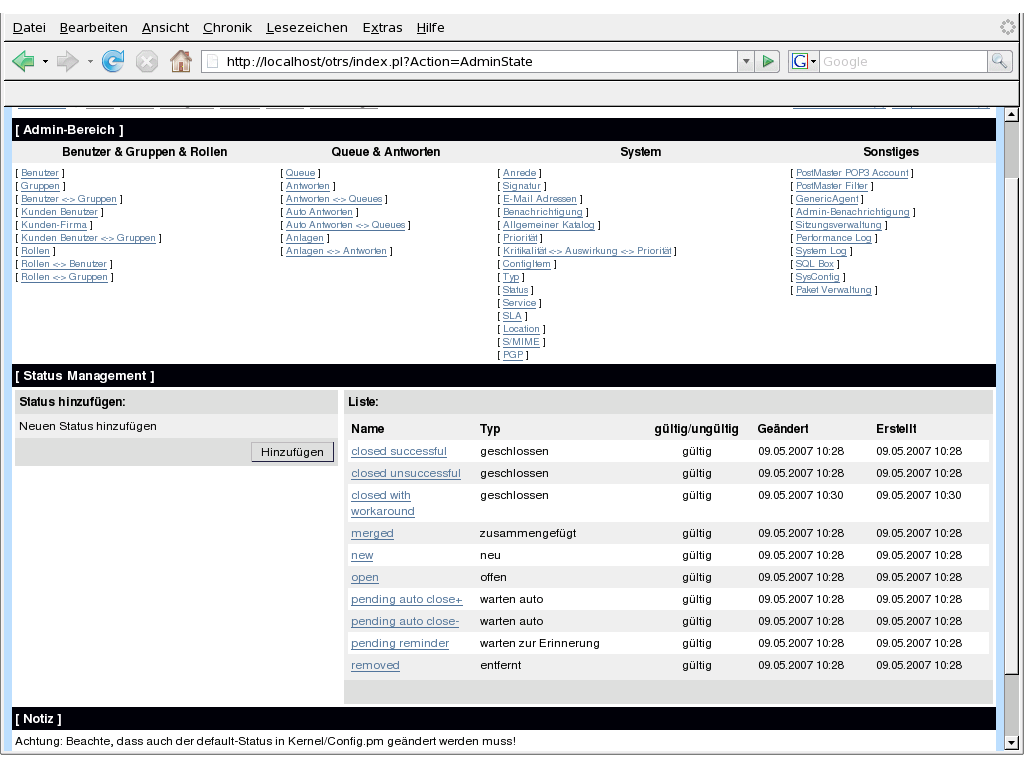 Datei Bearbeiten Ansicht Chronik Lesezeichen Extras Hilfe
http://localhost/otrs/index.pl?Action=AdminState
G Google
[ Admin-Bereich ]
Benutzer & Gruppen & Rollen Queue & Antworten System Sonstiges
[ Benutzer ] [ Queue ] [ Anrede ] [ PostMaster POP3 Account ]
[ Gruppen ] [ Antworten ] [ Signatur ] [ PostMaster Filter ]
[ Benutzer <-> Gruppen ] [ Antworten <-> Queues ] [ E-Mail Adressen ] [ GenericAgent ]
[ Kunden Benutzer ] [ Auto Antworten ] [ Benachrichtigung ] [ Admin-Benachrichtigung ]
[ Kunden-Firma ] [ Auto Antworten <-> Queues ] [ Allgemeiner Katalog ] [ Sitzungsverwaltung ]
[ Kunden Benutzer <-> Gruppen ] [ Anlagen ] [ Priorität ] [ Performance Log ]
[ Rollen ] [ Anlagen <-> Antworten ] [ Kritikalität <-> Auswirkung <-> Priorität ] [ System Log ]
[ Rollen <-> Benutzer ] [ ConfigItem ] [ SQL Box ]
[ Rollen <-> Gruppen ] [ Typ ] [ SysConfig ]
[ Status ] [ Paket Verwaltung ]
[ Service ]
[ SLA ]
[ Location ]
[ S/MIME ]
[ PGP ]
[ Status Management ]
Status hinzufügen: Liste:
Neuen Status hinzufügen
Hinzufügen
Name Typ gültig/ungültig Geändert Erstellt
closed successful geschlossen gültig 09.05.2007 10:28 09.05.2007 10:28
closed unsuccessful geschlossen gültig 09.05.2007 10:28 09.05.2007 10:28
closed with geschlossen gültig 09.05.2007 10:30 09.05.2007 10:30
workaround
merged zusammengefügt gültig 09.05.2007 10:28 09.05.2007 10:28
new neu gültig 09.05.2007 10:28 09.05.2007 10:28
open offen gültig 09.05.2007 10:28 09.05.2007 10:28
pending auto close+ warten auto gültig 09.05.2007 10:28 09.05.2007 10:28
pending auto close- warten auto gültig 09.05.2007 10:28 09.05.2007 10:28
pending reminder warten zur Erinnerung gültig 09.05.2007 10:28 09.05.2007 10:28
removed entfernt gültig 09.05.2007 10:28 09.05.2007 10:28
[ Notiz ]
Achtung: Beachte, dass auch der default-Status in Kernel/Config.pm geändert werden muss!